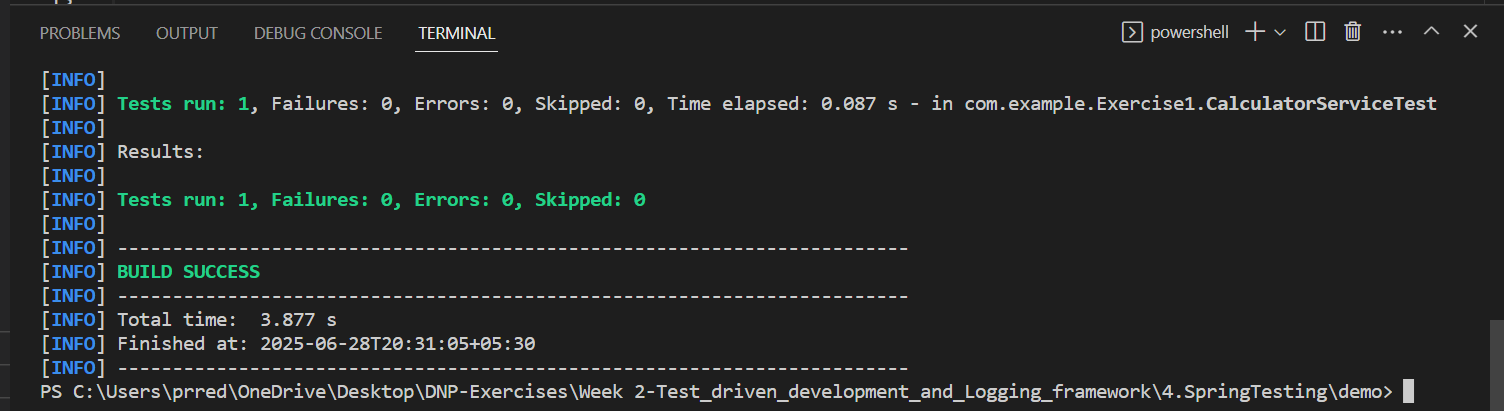 PROBLEMS OUTPUT DEBUG CONSOLE TERMINAL powershell
[INFO]
[INFO] Tests run: 1, Failures: 0, Errors: 0, Skipped: 0, Time elapsed: 0.087 s - in com.example.Exercise1.CalculatorServiceTest
[INFO]
[INFO] Results:
[INFO]
[INFO] Tests run: 1, Failures: 0, Errors: 0, Skipped: 0
[INFO]
[INFO] ------------------------------------------------------------------------
[INFO] BUILD SUCCESS
[INFO] ------------------------------------------------------------------------
[INFO] Total time:  3.877 s
[INFO] Finished at: 2025-06-28T20:31:05+05:30
[INFO] ------------------------------------------------------------------------
PS C:\Users\prred\OneDrive\Desktop\DNP-Exercises\Week 2-Test_driven_development_and_Logging_framework\4.SpringTesting\demo>